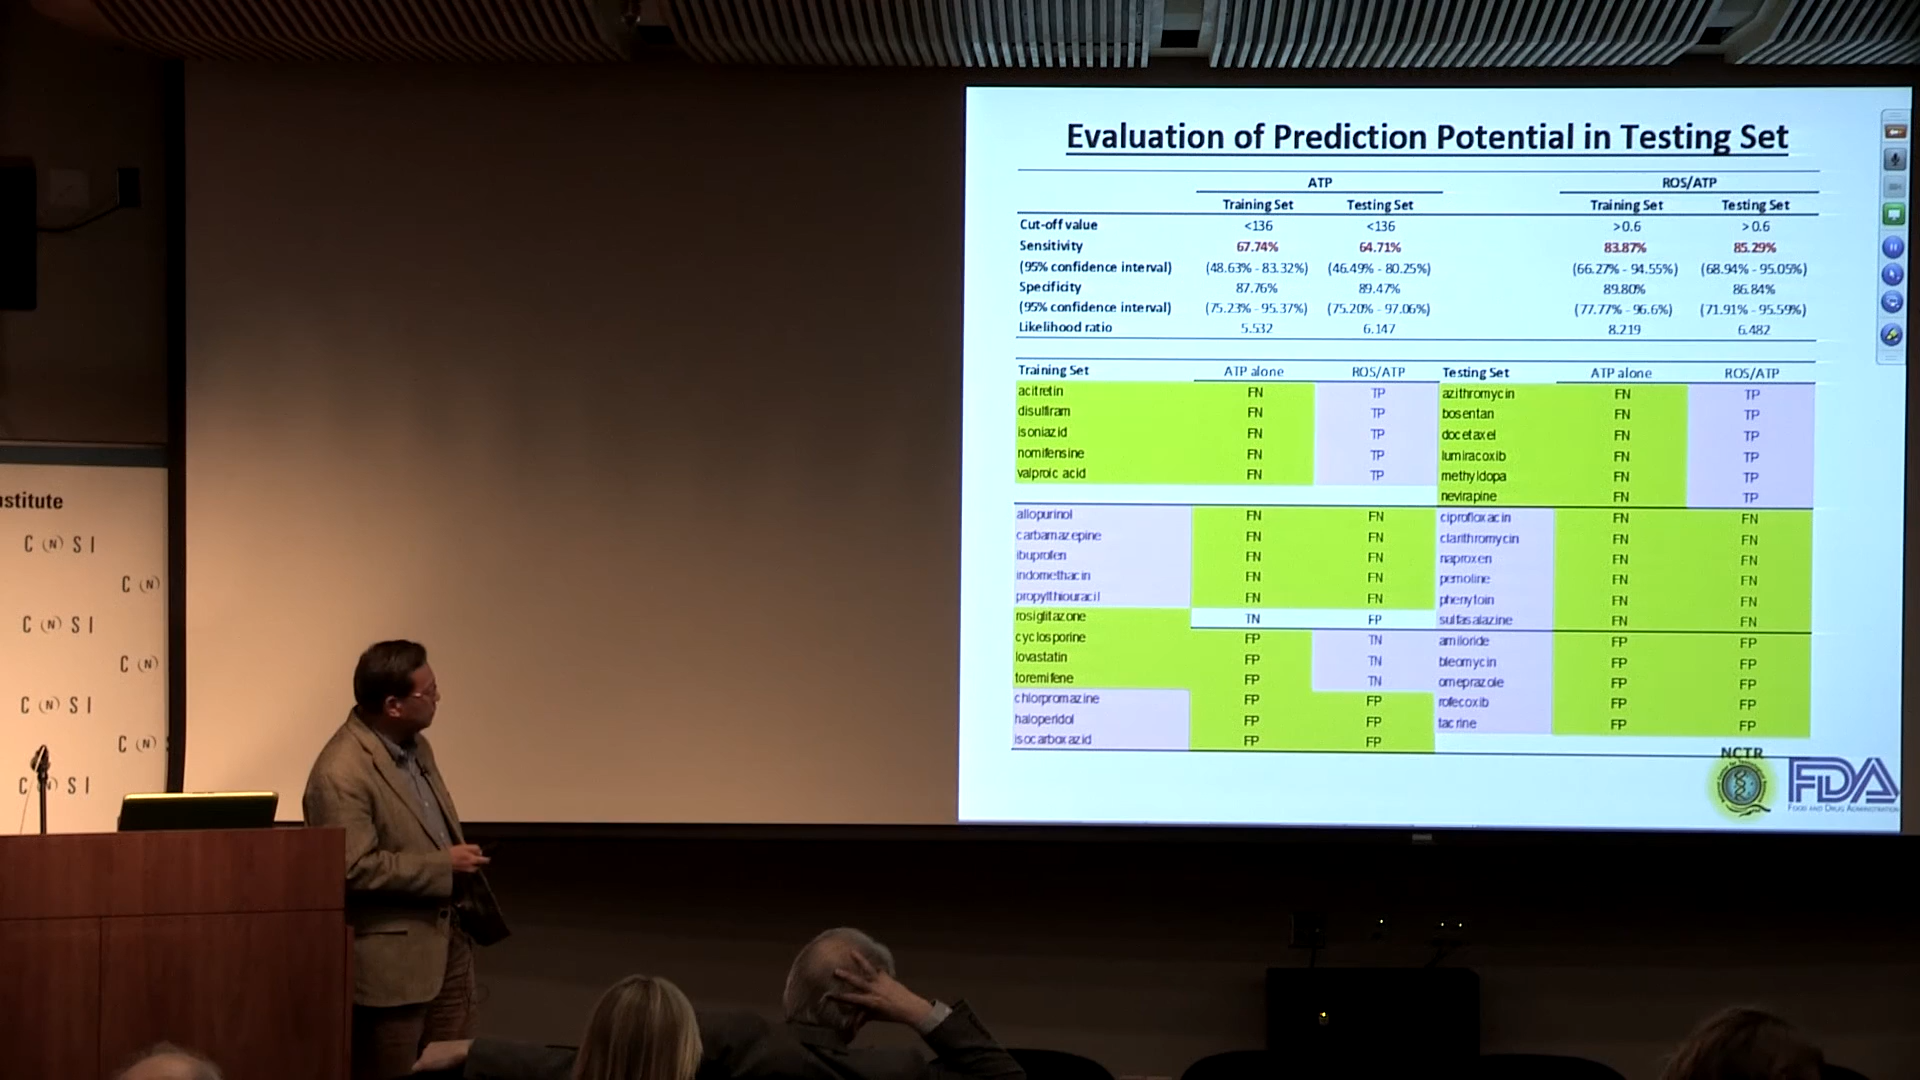 Evaluation of Prediction Potential in Testing Set
ATP ROS/ATP
Training Set Testing Set Training Set Testing Set
Cut-off value <136 <136 >0.6 >0.6
Sensitivity 67.74% 64.71% 83.87% 85.29%
(95% confidence interval) (48.63% - 83.32%) (46.49% - 80.25%) (66.27% - 94.55%) (68.94% - 95.05%)
Specificity 87.76% 89.47% 89.80% 86.84%
(95% confidence interval) (75.23% - 95.37%) (75.20% - 97.06%) (77.77% - 96.6%) (71.91% - 95.59%)
Likelihood ratio 5.532 6.147 8.219 6.482
Training Set ATP alone ROS/ATP Testing Set ATP alone ROS/ATP
acitretin FN TP azithromycin FN TP
disulfiram FN TP bosentan FN TP
isoniazid FN TP docetaxel FN TP
nomifensine FN TP lumiracoxib FN TP
valproic acid FN TP methyldopa FN TP
nevirapine FN TP
allopurinol FN FN ciprofloxacin FN FN
carbamazepine FN FN clarithromycin FN FN
ibuprofen FN FN naproxen FN FN
indomethacin FN FN pemoline FN FN
propylthiouracil FN FN phenytoin FN FN
rosiglitazone TN FP sulfasalazine FN FN
cyclosporine FP TN amiloride FP FP
lovastatin FP TN bleomycin FP FP
toremifene FP TN omeprazole FP FP
chlorpromazine FP FP rofecoxib FP FP
haloperidol FP FP tacrine FP FP
isocarboxazid FP FP
NCTR
FDA
FOOD AND DRUG ADMINISTRATION
nstitute
C N S I
C N
C N S I
C N
C N S I
C N S
C N S I